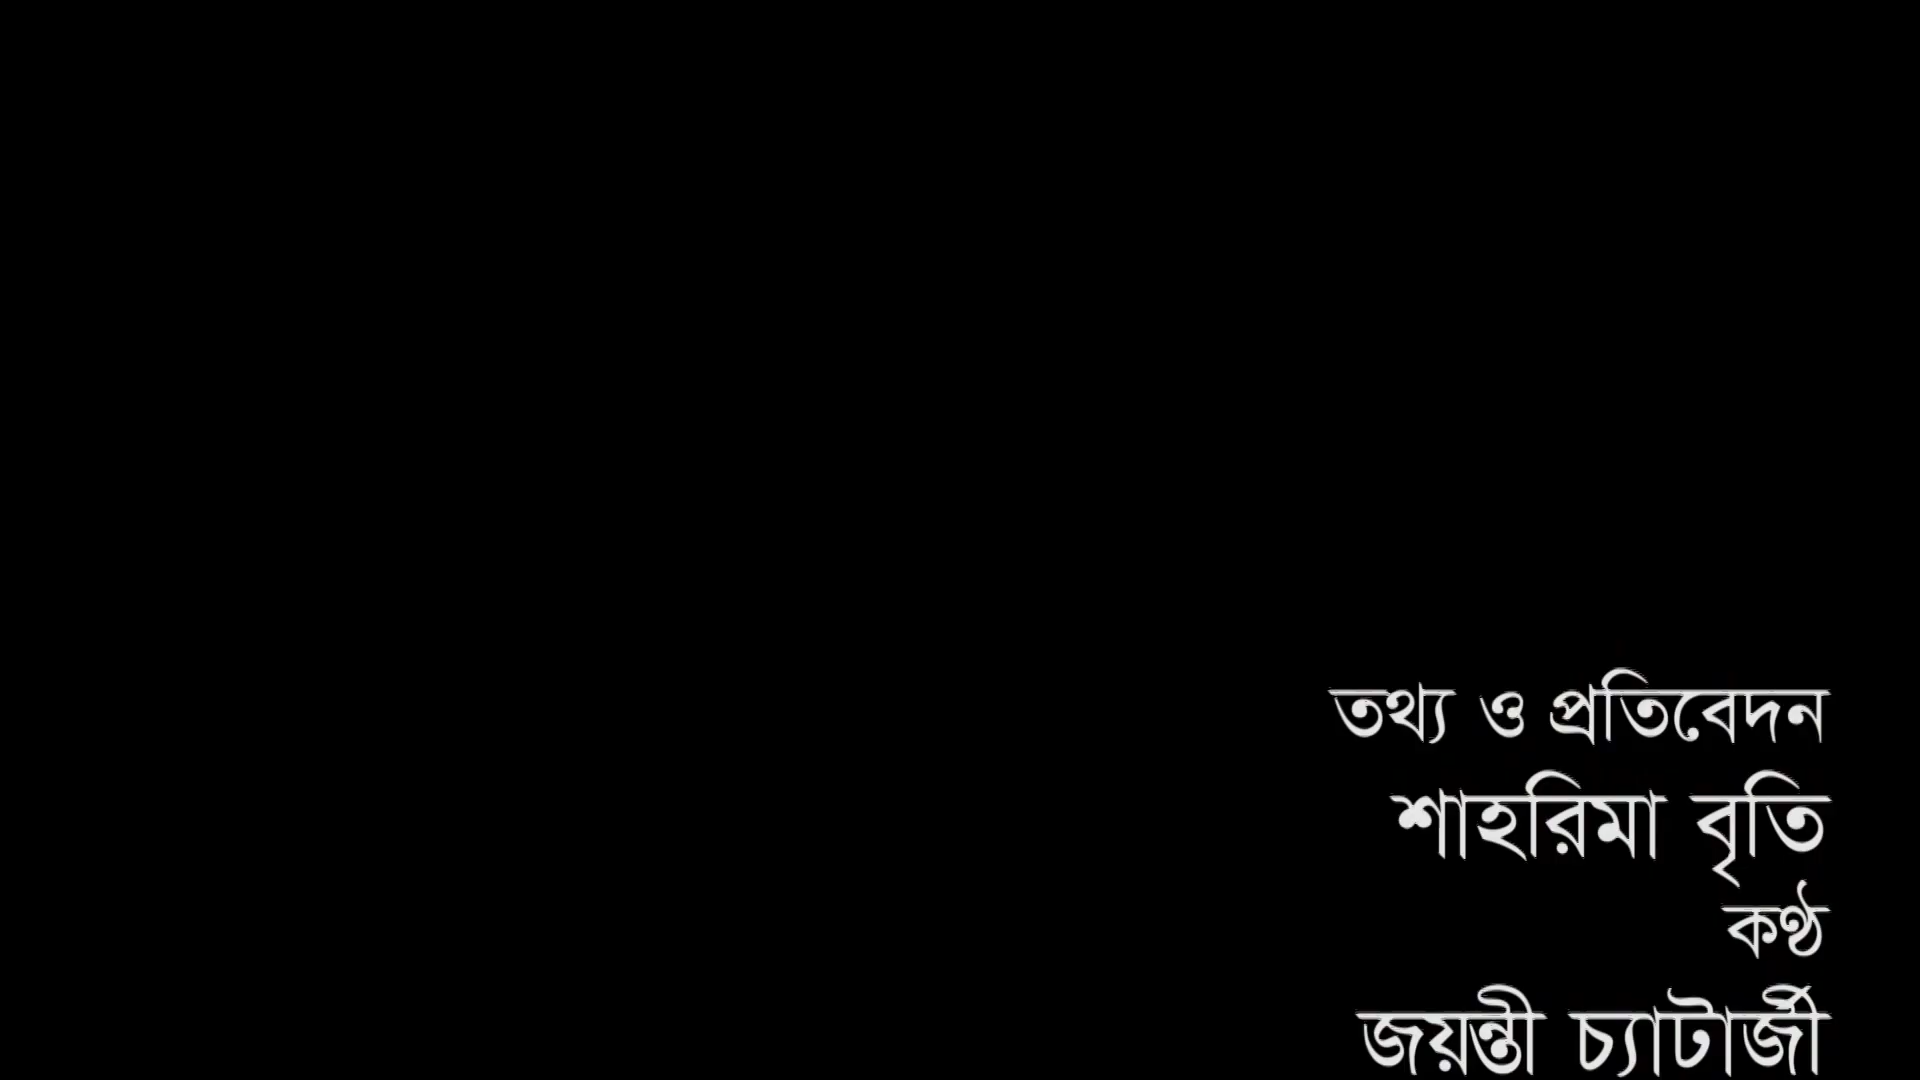 তথ্য ও প্রতিবেদন
শাহরিমা বৃতি
কণ্ঠ
জয়ন্তী চ্যাটার্জী